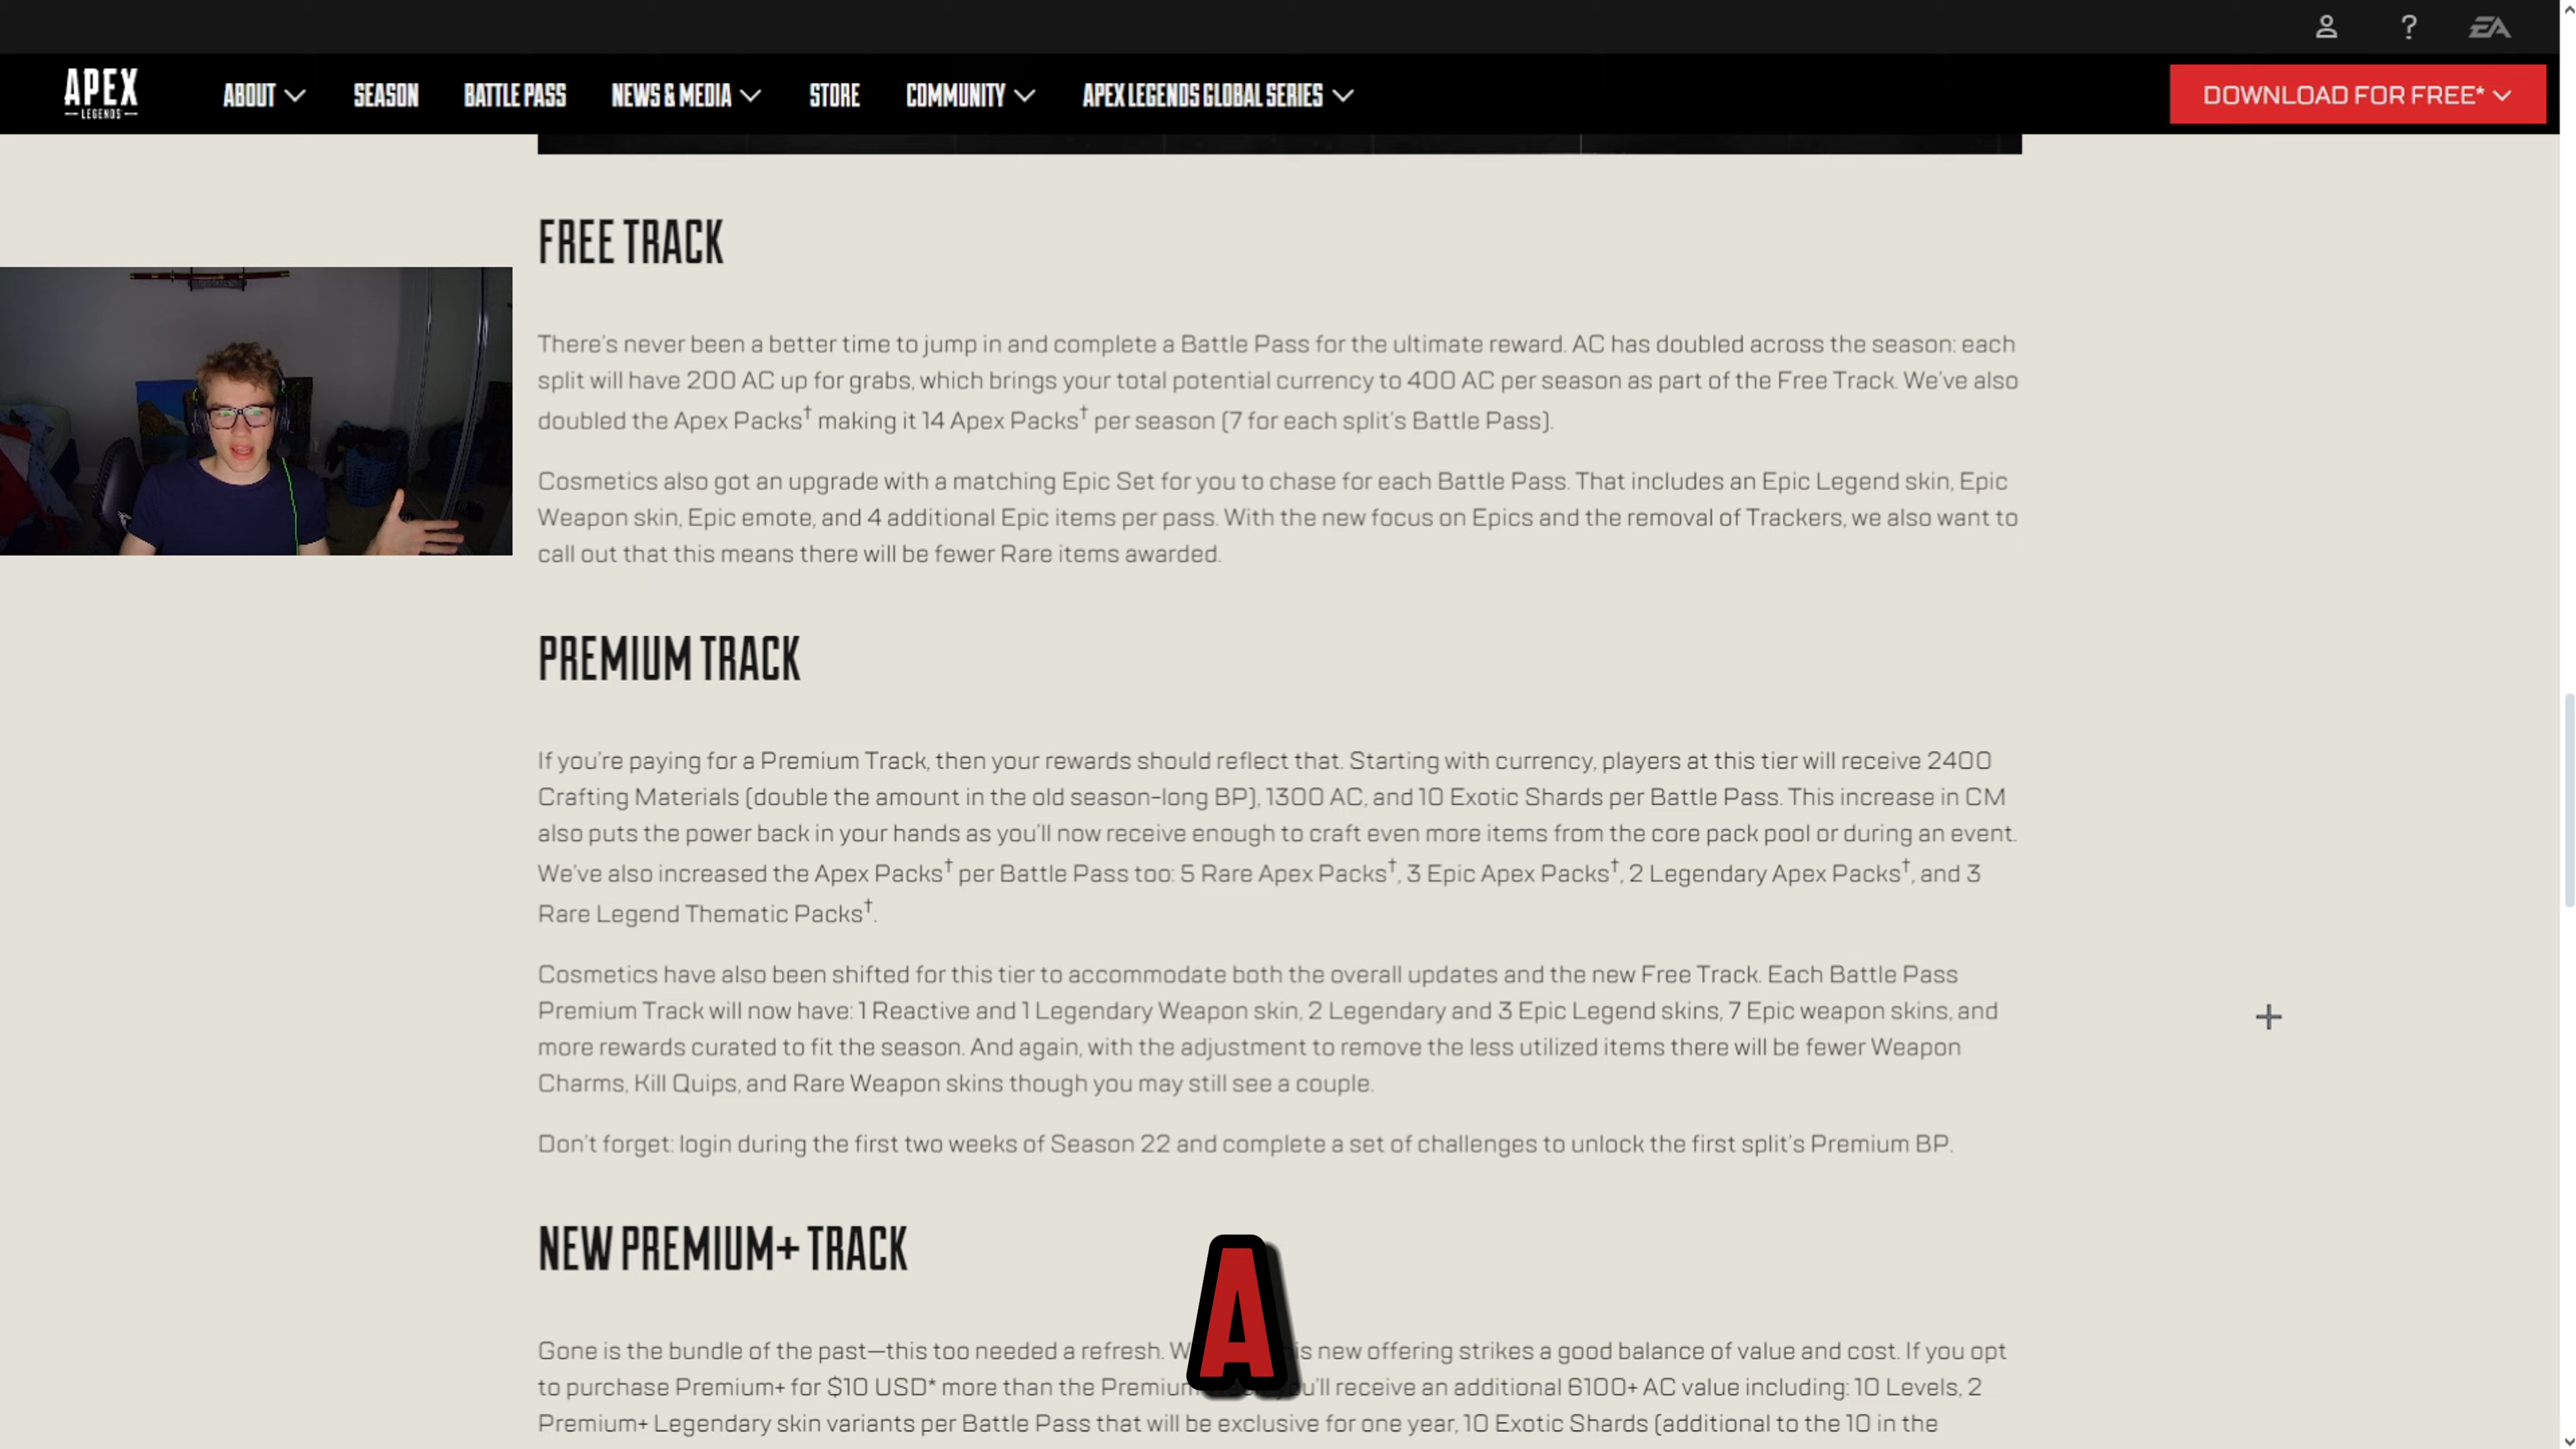 EA
APEX
LEGENDS
ABOUT SEASON BATTLE PASS NEWS & MEDIA STORE COMMUNITY APEX LEGENDS GLOBAL SERIES DOWNLOAD FOR FREE*
FREE TRACK
There's never been a better time to jump in and complete a Battle Pass for the ultimate reward. AC has doubled across the season: each
split will have 200 AC up for grabs, which brings your total potential currency to 400 AC per season as part of the Free Track. We've also
doubled the Apex Packs† making it 14 Apex Packs† per season (7 for each split's Battle Pass).
Cosmetics also got an upgrade with a matching Epic Set for you to chase for each Battle Pass. That includes an Epic Legend skin, Epic
Weapon skin, Epic emote, and 4 additional Epic items per pass. With the new focus on Epics and the removal of Trackers, we also want to
call out that this means there will be fewer Rare items awarded.
PREMIUM TRACK
If you're paying for a Premium Track, then your rewards should reflect that. Starting with currency, players at this tier will receive 2400
Crafting Materials (double the amount in the old season-long BP), 1300 AC, and 10 Exotic Shards per Battle Pass. This increase in CM
also puts the power back in your hands as you'll now receive enough to craft even more items from the core pack pool or during an event.
We've also increased the Apex Packs† per Battle Pass too: 5 Rare Apex Packs†, 3 Epic Apex Packs†, 2 Legendary Apex Packs†, and 3
Rare Legend Thematic Packs†.
Cosmetics have also been shifted for this tier to accommodate both the overall updates and the new Free Track. Each Battle Pass
Premium Track will now have: 1 Reactive and 1 Legendary Weapon skin, 2 Legendary and 3 Epic Legend skins, 7 Epic weapon skins, and
more rewards curated to fit the season. And again, with the adjustment to remove the less utilized items there will be fewer Weapon
Charms, Kill Quips, and Rare Weapon skins though you may still see a couple.
Don't forget: login during the first two weeks of Season 22 and complete a set of challenges to unlock the first split's Premium BP.
NEW PREMIUM+ TRACK
A
Gone is the bundle of the past—this too needed a refresh. new offering strikes a good balance of value and cost. If you opt
to purchase Premium+ for $10 USD* more than the Premium receive an additional 6100+ AC value including: 10 Levels, 2
Premium+ Legendary skin variants per Battle Pass that will be exclusive for one year, 10 Exotic Shards (additional to the 10 in the